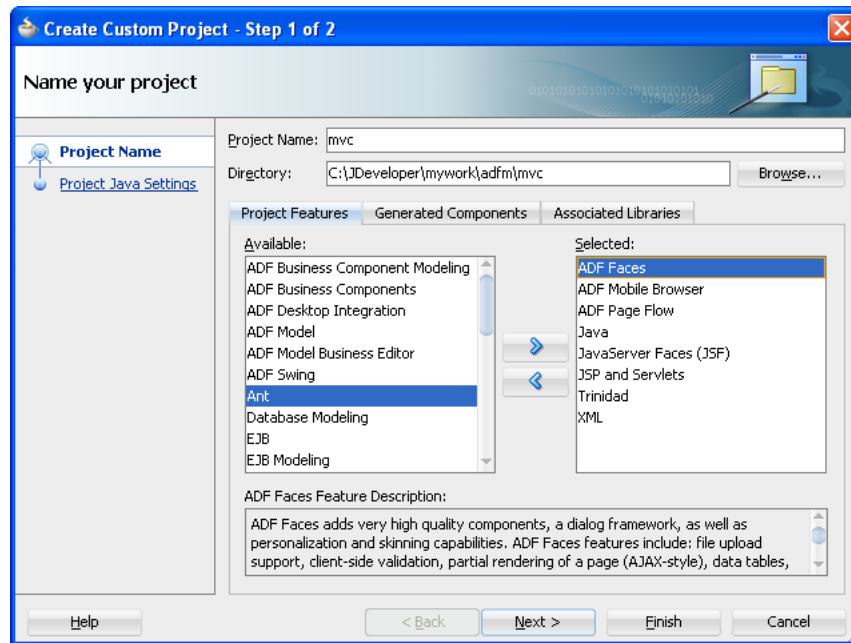 Create Custom Project - Step 1 of 2
Name your project
01010101010101010101010101
01010101010
Project Name
Project Java Settings
Project Name: mvc
Directory: C:\JDeveloper\mywork\adfm\mvc Browse...
Project Features Generated Components Associated Libraries
Available:
ADF Business Component Modeling
ADF Business Components
ADF Desktop Integration
ADF Model
ADF Model Business Editor
ADF Swing
Ant
Database Modeling
EJB
EJB Modeling
Selected:
ADF Faces
ADF Mobile Browser
ADF Page Flow
Java
JavaServer Faces (JSF)
JSP and Servlets
Trinidad
XML
ADF Faces Feature Description:
ADF Faces adds very high quality components, a dialog framework, as well as
personalization and skinning capabilities. ADF Faces features include: file upload
support, client-side validation, partial rendering of a page (AJAX-style), data tables,
Help < Back Next > Finish Cancel